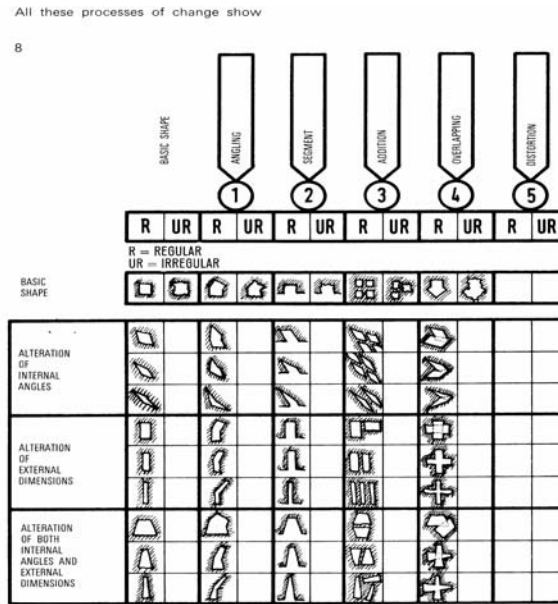 All these processes of change show
8
BASIC SHAPE
ANGLING
SEGMENT
ADDITION
OVERLAPPING
DISTORTION
1 2 3 4 5
R UR R UR R UR R UR R UR R UR
R = REGULAR
UR = IRREGULAR
BASIC
SHAPE
ALTERATION
OF
INTERNAL
ANGLES
ALTERATION
OF
EXTERNAL
DIMENSIONS
ALTERATION
OF BOTH
INTERNAL
ANGLES AND
EXTERNAL
DIMENSIONS